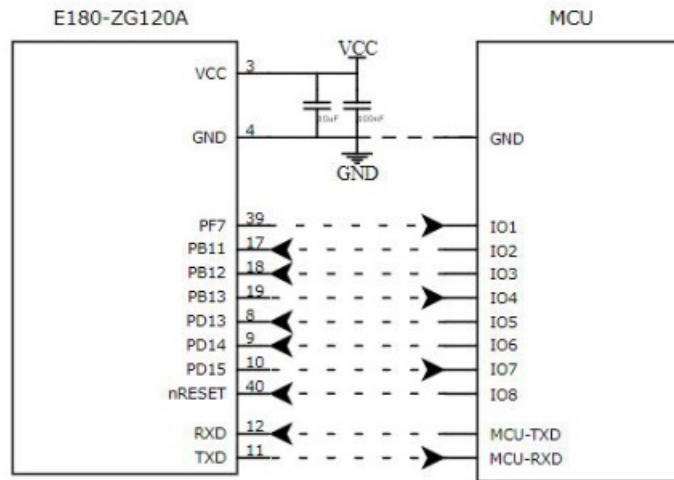 E180-ZG120A MCU
VCC 3 VCC
10uF 100nF
GND 4 GND
GND
PF7 39 IO1
PB11 17 IO2
PB12 18 IO3
PB13 19 IO4
PD13 8 IO5
PD14 9 IO6
PD15 10 IO7
nRESET 40 IO8
RXD 12 MCU-TXD
TXD 11 MCU-RXD